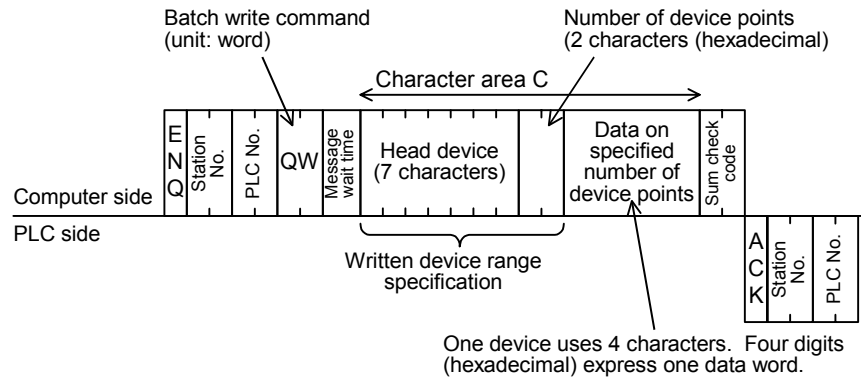 Batch write command
(unit: word)
Number of device points
(2 characters (hexadecimal)
Character area C
E
N
Q
Station
No.
PLC No.
QW
Message
wait time
Head device
(7 characters)
Data on
specified
number of
device points
Sum check
code
Computer side
PLC side
Written device range
specification
A
C
K
Station
No.
PLC No.
One device uses 4 characters. Four digits
(hexadecimal) express one data word.